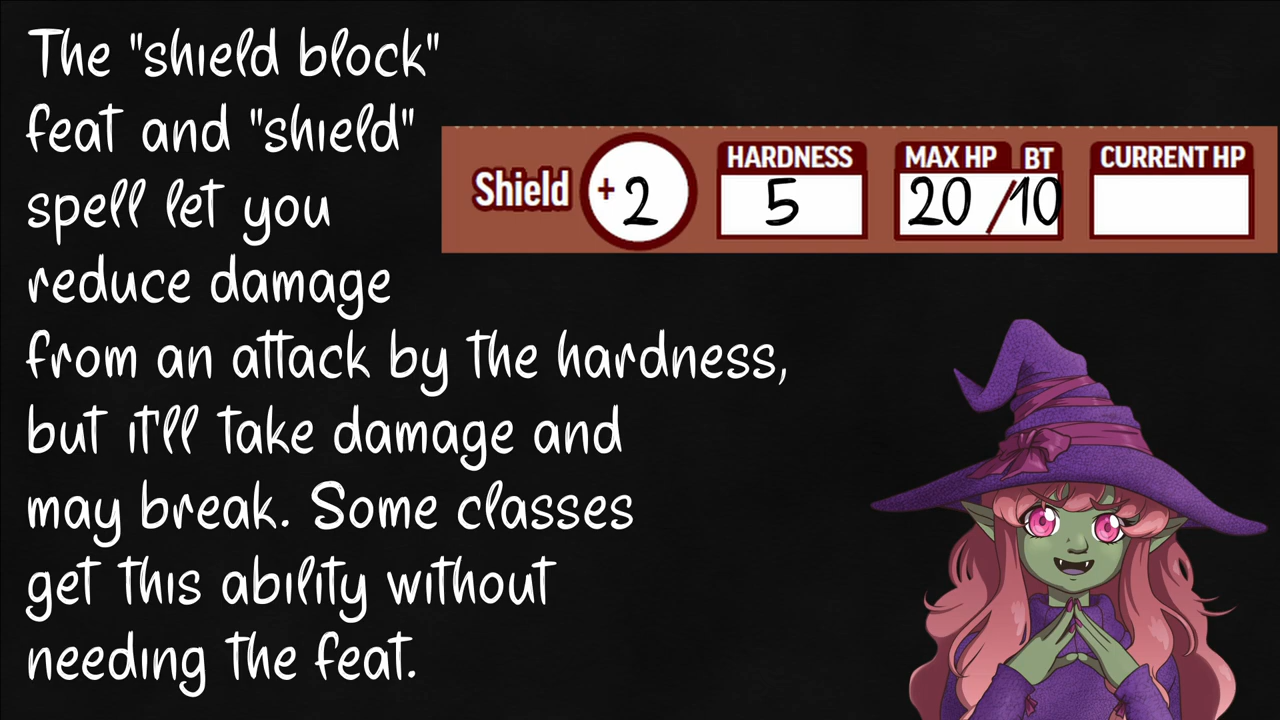 The "shield block"
feat and "shield"
spell let you
reduce damage
from an attack by the hardness,
but it'll take damage and
may break. Some classes
get this ability without
needing the feat.
Shield +2
HARDNESS
5
MAX HP BT
20 /10
CURRENT HP